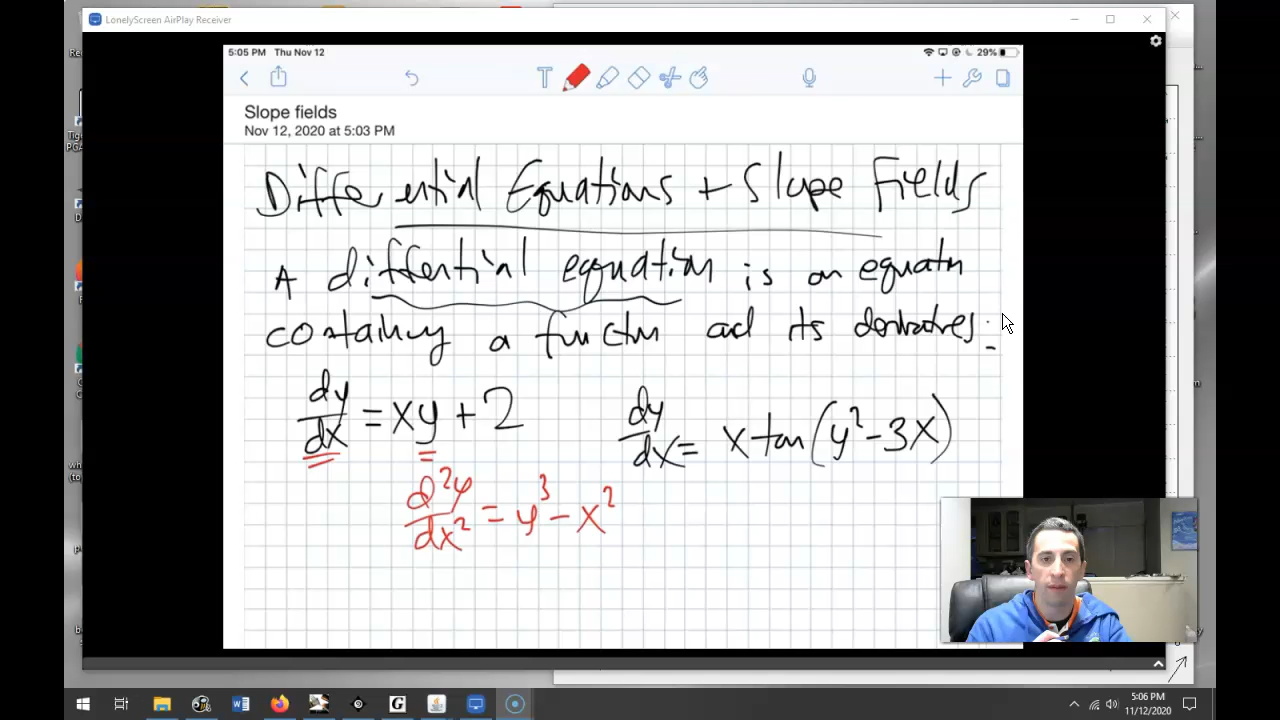 LonelyScreen AirPlay Receiver
5:05 PM Thu Nov 12
29%
T
Slope fields
Nov 12, 2020 at 5:03 PM
Differential Equations + Slope Fields
A differential equation is an equatn
containing a functn and its derivatives:
dy/dx = xy + 2
dy/dx = x tan(y² - 3x)
d²y/dx² = y³ - x²
5:06 PM
11/12/2020